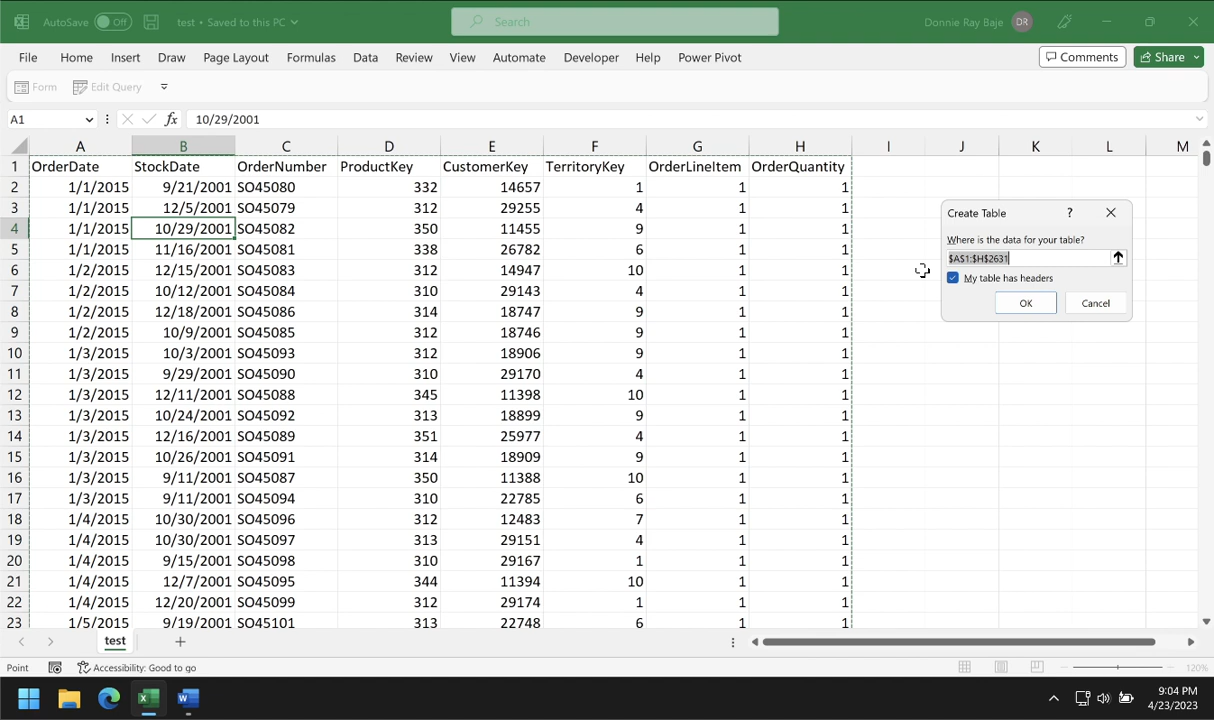 AutoSave Off test • Saved to this PC Search Donnie Ray Baje DR
File Home Insert Draw Page Layout Formulas Data Review View Automate Developer Help Power Pivot Comments Share
Form Edit Query
A1 fx 10/29/2001
A B C D E F G H I J K L M
1 OrderDate StockDate OrderNumber ProductKey CustomerKey TerritoryKey OrderLineItem OrderQuantity
2 1/1/2015 9/21/2001 SO45080 332 14657 1 1 1
3 1/1/2015 12/5/2001 SO45079 312 29255 4 1 1
4 1/1/2015 10/29/2001 SO45082 350 11455 9 1 1
5 1/1/2015 11/16/2001 SO45081 338 26782 6 1 1
6 1/2/2015 12/15/2001 SO45083 312 14947 10 1 1
7 1/2/2015 10/12/2001 SO45084 310 29143 4 1 1
8 1/2/2015 12/18/2001 SO45086 314 18747 9 1 1
9 1/2/2015 10/9/2001 SO45085 312 18746 9 1 1
10 1/3/2015 10/3/2001 SO45093 312 18906 9 1 1
11 1/3/2015 9/29/2001 SO45090 310 29170 4 1 1
12 1/3/2015 12/11/2001 SO45088 345 11398 10 1 1
13 1/3/2015 10/24/2001 SO45092 313 18899 9 1 1
14 1/3/2015 12/16/2001 SO45089 351 25977 4 1 1
15 1/3/2015 10/26/2001 SO45091 314 18909 9 1 1
16 1/3/2015 9/11/2001 SO45087 350 11388 10 1 1
17 1/3/2015 9/11/2001 SO45094 310 22785 6 1 1
18 1/4/2015 10/30/2001 SO45096 312 12483 7 1 1
19 1/4/2015 10/30/2001 SO45097 313 29151 4 1 1
20 1/4/2015 9/15/2001 SO45098 310 29167 1 1 1
21 1/4/2015 12/7/2001 SO45095 344 11394 10 1 1
22 1/4/2015 12/20/2001 SO45099 312 29174 1 1 1
23 1/5/2015 9/19/2001 SO45101 313 22748 6 1 1
Create Table ?
Where is the data for your table?
$A$1:$H$2631
My table has headers
OK Cancel
test
Point Accessibility: Good to go 120%
9:04 PM
4/23/2023